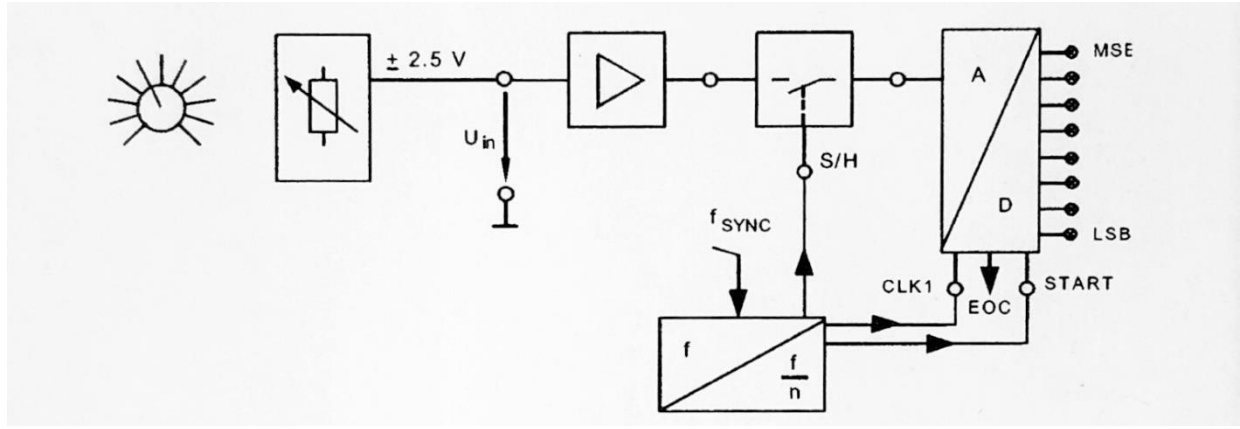 ± 2.5 V
U in
S/H
f SYNC
f
f
n
A
D
MSE
LSB
CLK1
EOC
START